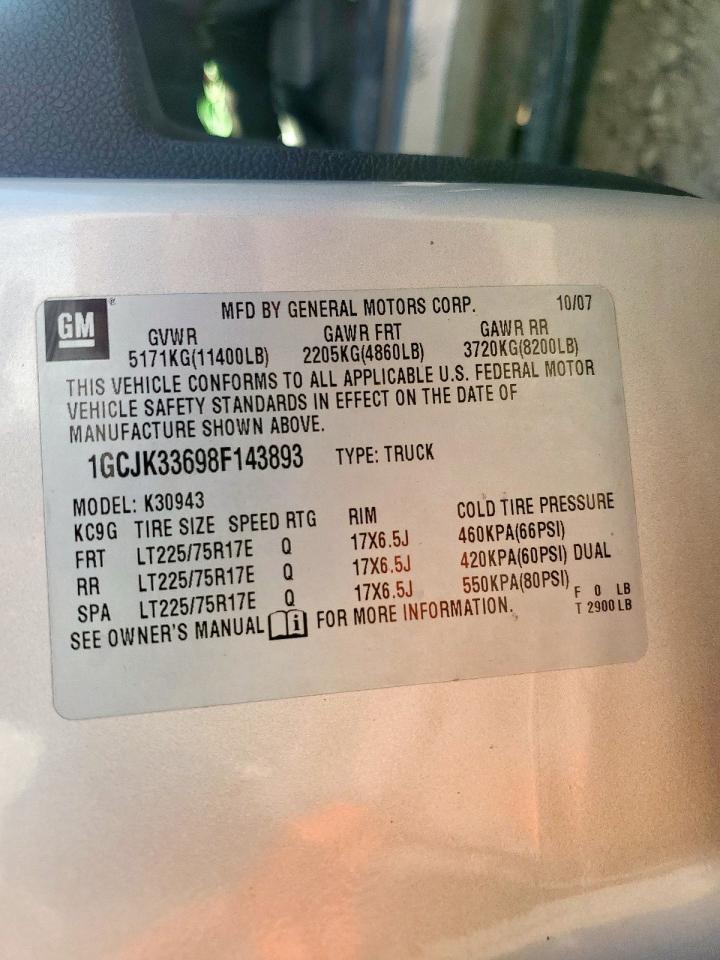 GM®
MFD BY GENERAL MOTORS CORP. 10/07
GVWR GAWR FRT GAWR RR
5171KG(11400LB) 2205KG(4860LB) 3720KG(8200LB)
THIS VEHICLE CONFORMS TO ALL APPLICABLE U.S. FEDERAL MOTOR
VEHICLE SAFETY STANDARDS IN EFFECT ON THE DATE OF
MANUFACTURE SHOWN ABOVE.
1GCJK33698F143893 TYPE: TRUCK
MODEL: K30943
KC9G TIRE SIZE SPEED RTG RIM COLD TIRE PRESSURE
FRT LT225/75R17E Q 17X6.5J 460KPA(66PSI)
RR LT225/75R17E Q 17X6.5J 420KPA(60PSI) DUAL
SPA LT225/75R17E Q 17X6.5J 550KPA(80PSI) F 0 LB
SEE OWNER'S MANUAL i FOR MORE INFORMATION. T 2900 LB